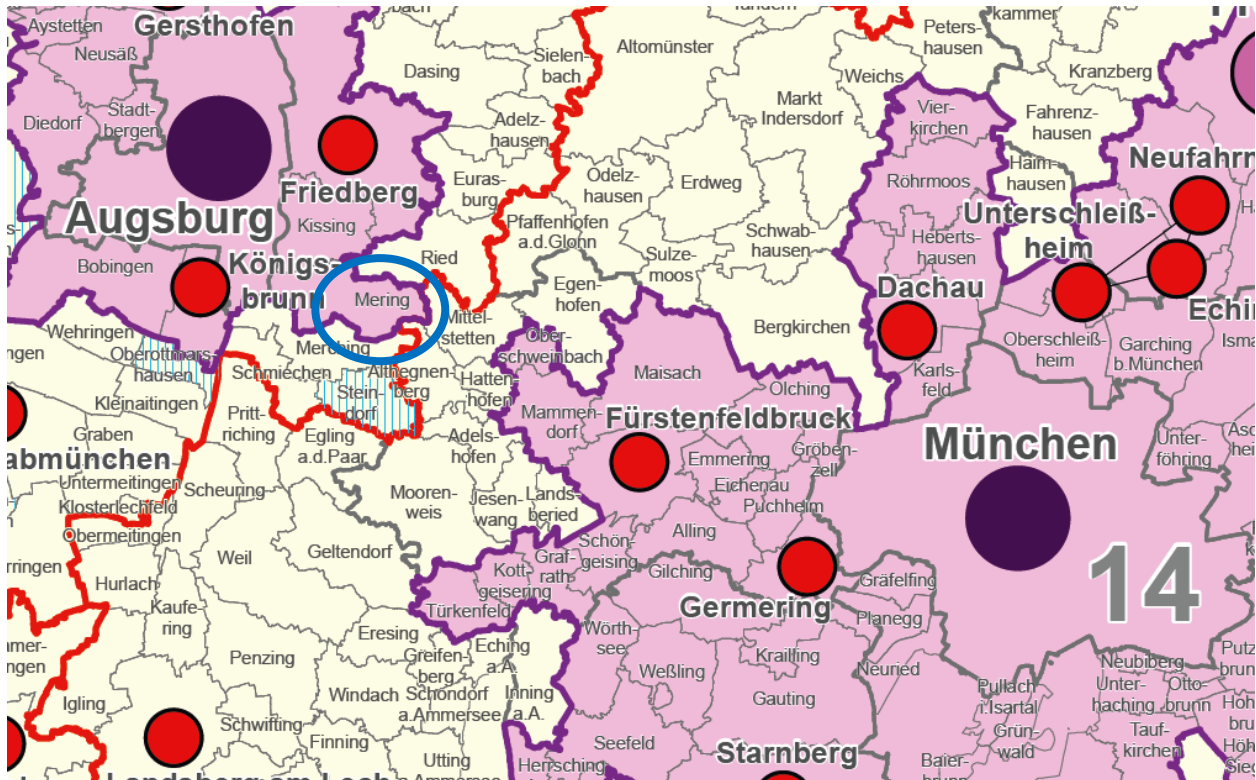 Gersthofen
Aystetten
Neusäß
bach
Dasing
Sielen-
bach
Altomünster
Peters-
hausen
kammer
Kranzberg
Weichs
Diedorf
Stadt-
bergen
Adelz-
hausen
Markt
Indersdorf
Vier-
kirchen
Fahrenz-
hausen
Friedberg
Euras-
burg
Odelz-
hausen
Erdweg
Röhrmoos
Haim-
hausen
Augsburg
Kissing
Pfaffenhofen
a.d.Glonn
Schwab-
hausen
Unterschleiß-
heim
Hebertshausen
Bobingen
Königs-
brunn
Ried
Sulze-
moos
Mering
Egen-
hofen
Dachau
Wehringen
Mittel-
stetten
Bergkirchen
Oberschleiß-
heim
Garching
b.München
Oberottmars-
hausen
Merching
Schmiechen
Ober-
schweinbach
Maisach
Karls-
feld
Kleinaitingen
Stein-
dorf
Althegnen-
berg
Hatten-
hofen
Olching
Graben
Pritt-
riching
Egling
a.d.Paar
Adels-
hofen
Mammen-
dorf
Fürstenfeldbruck
München
Unter-
föhring
abmünchen
Untermeitingen
Klosterlechfeld
Obermeitingen
Scheuring
Mooren-
weis
Jesen-
wang
Lands-
beried
Emmering
Eichenau
Puchheim
Gröben-
zell
Weil
Geltendorf
Schön-
geising
Alling
14
Hurlach
Kaufe-
ring
Türkenfeld
Kott-
geisering
Graf-
rath
Gilching
Germering
Gräfelfing
Planegg
Penzing
Eresing
Greifen-
berg
Eching
a.A.
Wörth-
see
Weßling
Krailling
Neuried
Neubiberg
Igling
Windach
Schondorf
a.Ammersee
Inning
a.A.
Gauting
Pullach
i.Isartal
Unter-
haching
Otto-
brunn
Schwifting
Finning
Utting
Seefeld
Grün-
wald
Tauf-
kirchen
Herrsching
Starnberg
Baier-
brunn